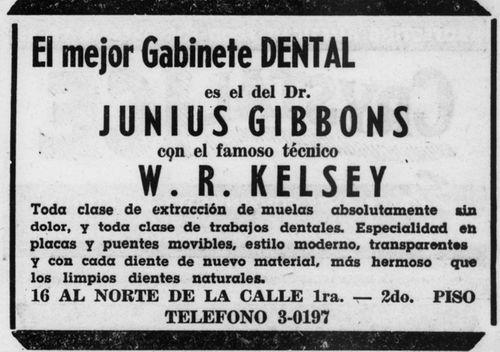 El mejor Gabinete DENTAL
es el del Dr.
JUNIUS GIBBONS
con el famoso técnico
W. R. KELSEY
Toda clase de extracción de muelas absolutamente sin
dolor, y toda clase de trabajos dentales. Especialidad en
placas y puentes movibles, estilo moderno, transparentes
y con cada diente de nuevo material, más hermoso que
los limpios dientes naturales.
16 AL NORTE DE LA CALLE 1ra. — 2do. PISO
TELEFONO 3-0197